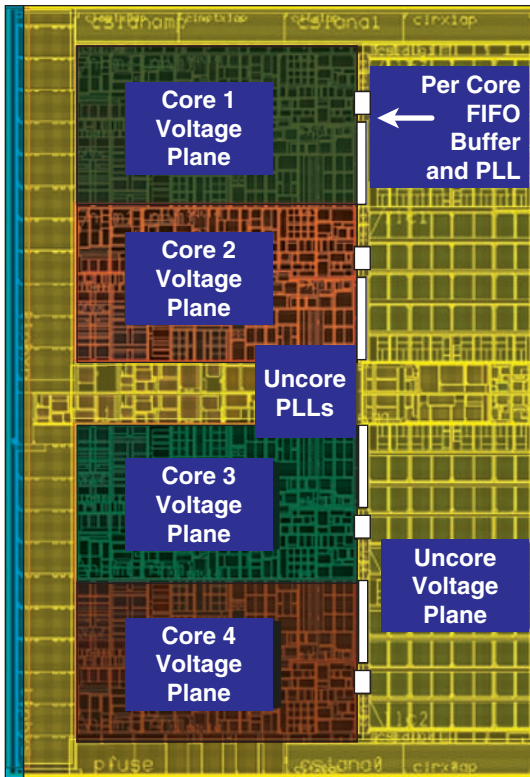 Core 1
Voltage
Plane
Per Core
FIFO
Buffer
and PLL
Core 2
Voltage
Plane
Uncore
PLLs
Core 3
Voltage
Plane
Uncore
Voltage
Plane
Core 4
Voltage
Plane
pfuse